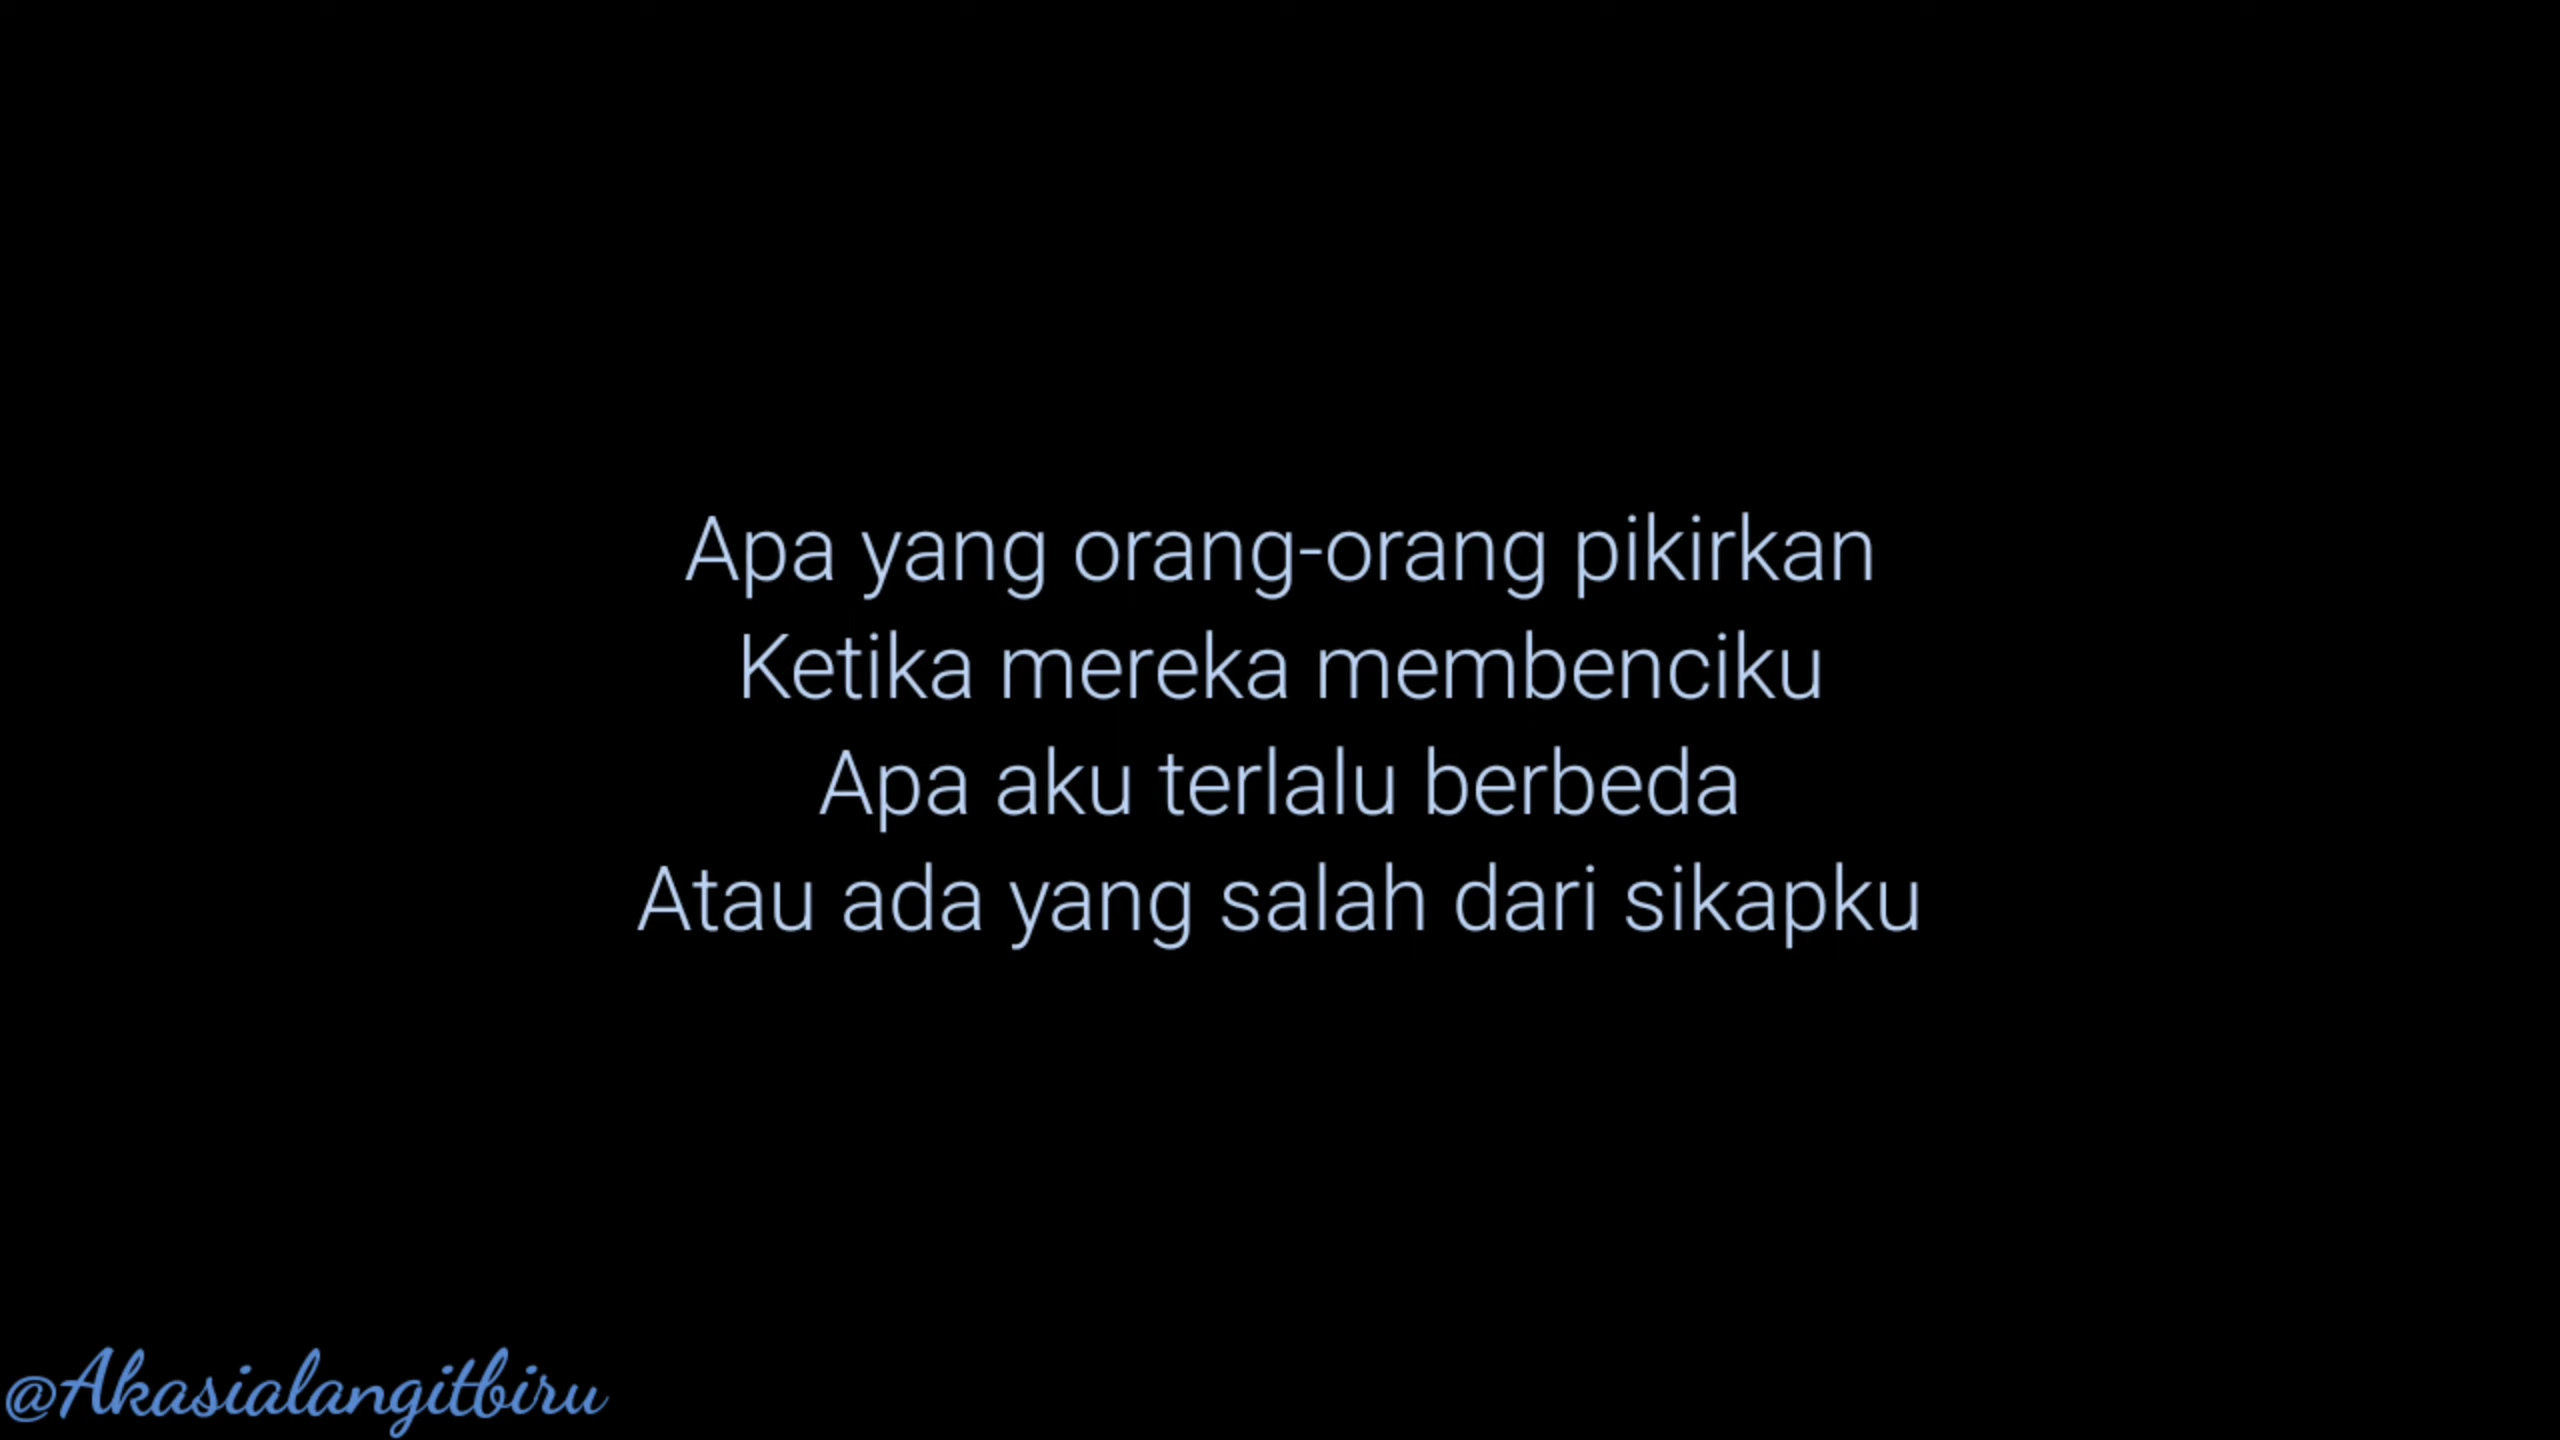 Apa yang orang-orang pikirkan
Ketika mereka membenciku
Apa aku terlalu berbeda
Atau ada yang salah dari sikapku
@Akasialangitbiru